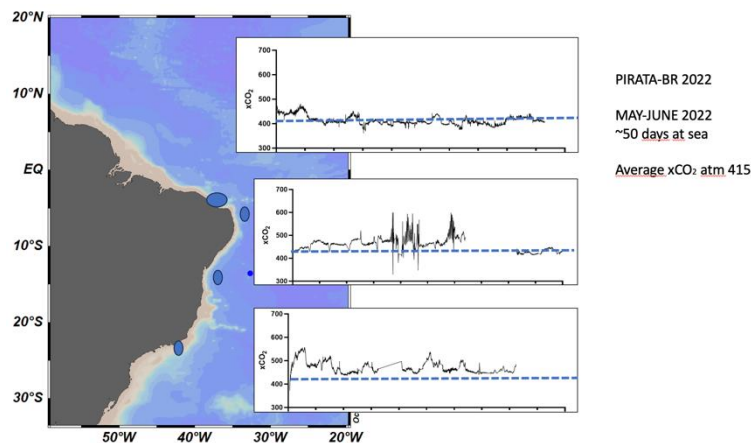 20°N
10°N
EQ
10°S
20°S
30°S
50°W 40°W 30°W 20°W
Oc
700
600
500
400
300
xCO₂
700
600
500
400
300
xCO₂
700
600
500
400
300
xCO₂
PIRATA-BR 2022
MAY-JUNE 2022
~50 days at sea
Average xCO₂ atm 415